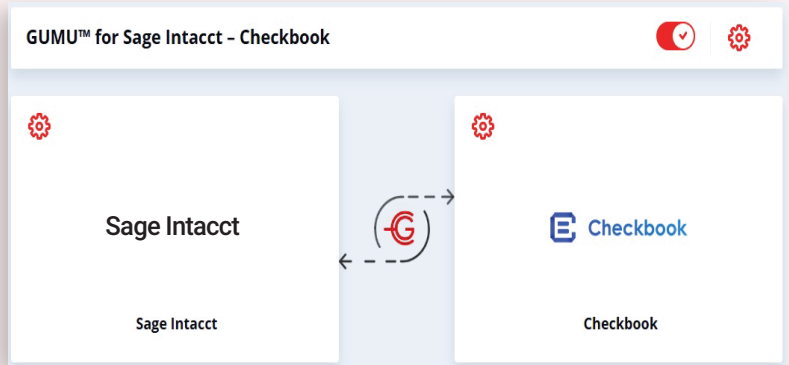 GUMU™ for Sage Intacct – Checkbook
Sage Intacct
Checkbook
Sage Intacct
Checkbook